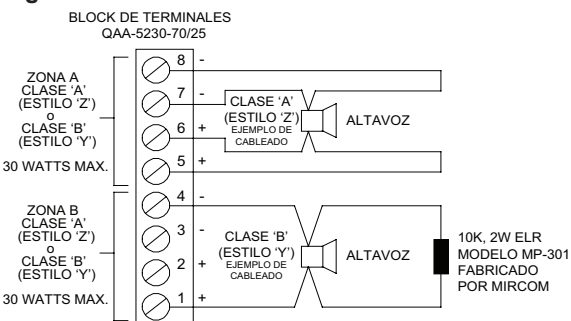 BLOCK DE TERMINALES
QAA-5230-70/25
ZONA A
CLASE 'A'
(ESTILO 'Z')
o
CLASE 'B'
(ESTILO 'Y')
30 WATTS MAX.
8 -
7 -
6 +
5 +
CLASE 'A'
(ESTILO 'Z')
EJEMPLO DE
CABLEADO
ALTAVOZ
ZONA B
CLASE 'A'
(ESTILO 'Z')
o
CLASE 'B'
(ESTILO 'Y')
30 WATTS MAX.
4 -
3 -
2 +
1 +
CLASE 'B'
(ESTILO 'Y')
EJEMPLO DE
CABLEADO
ALTAVOZ
10K, 2W ELR
MODELO MP-301
FABRICADO
POR MIRCOM